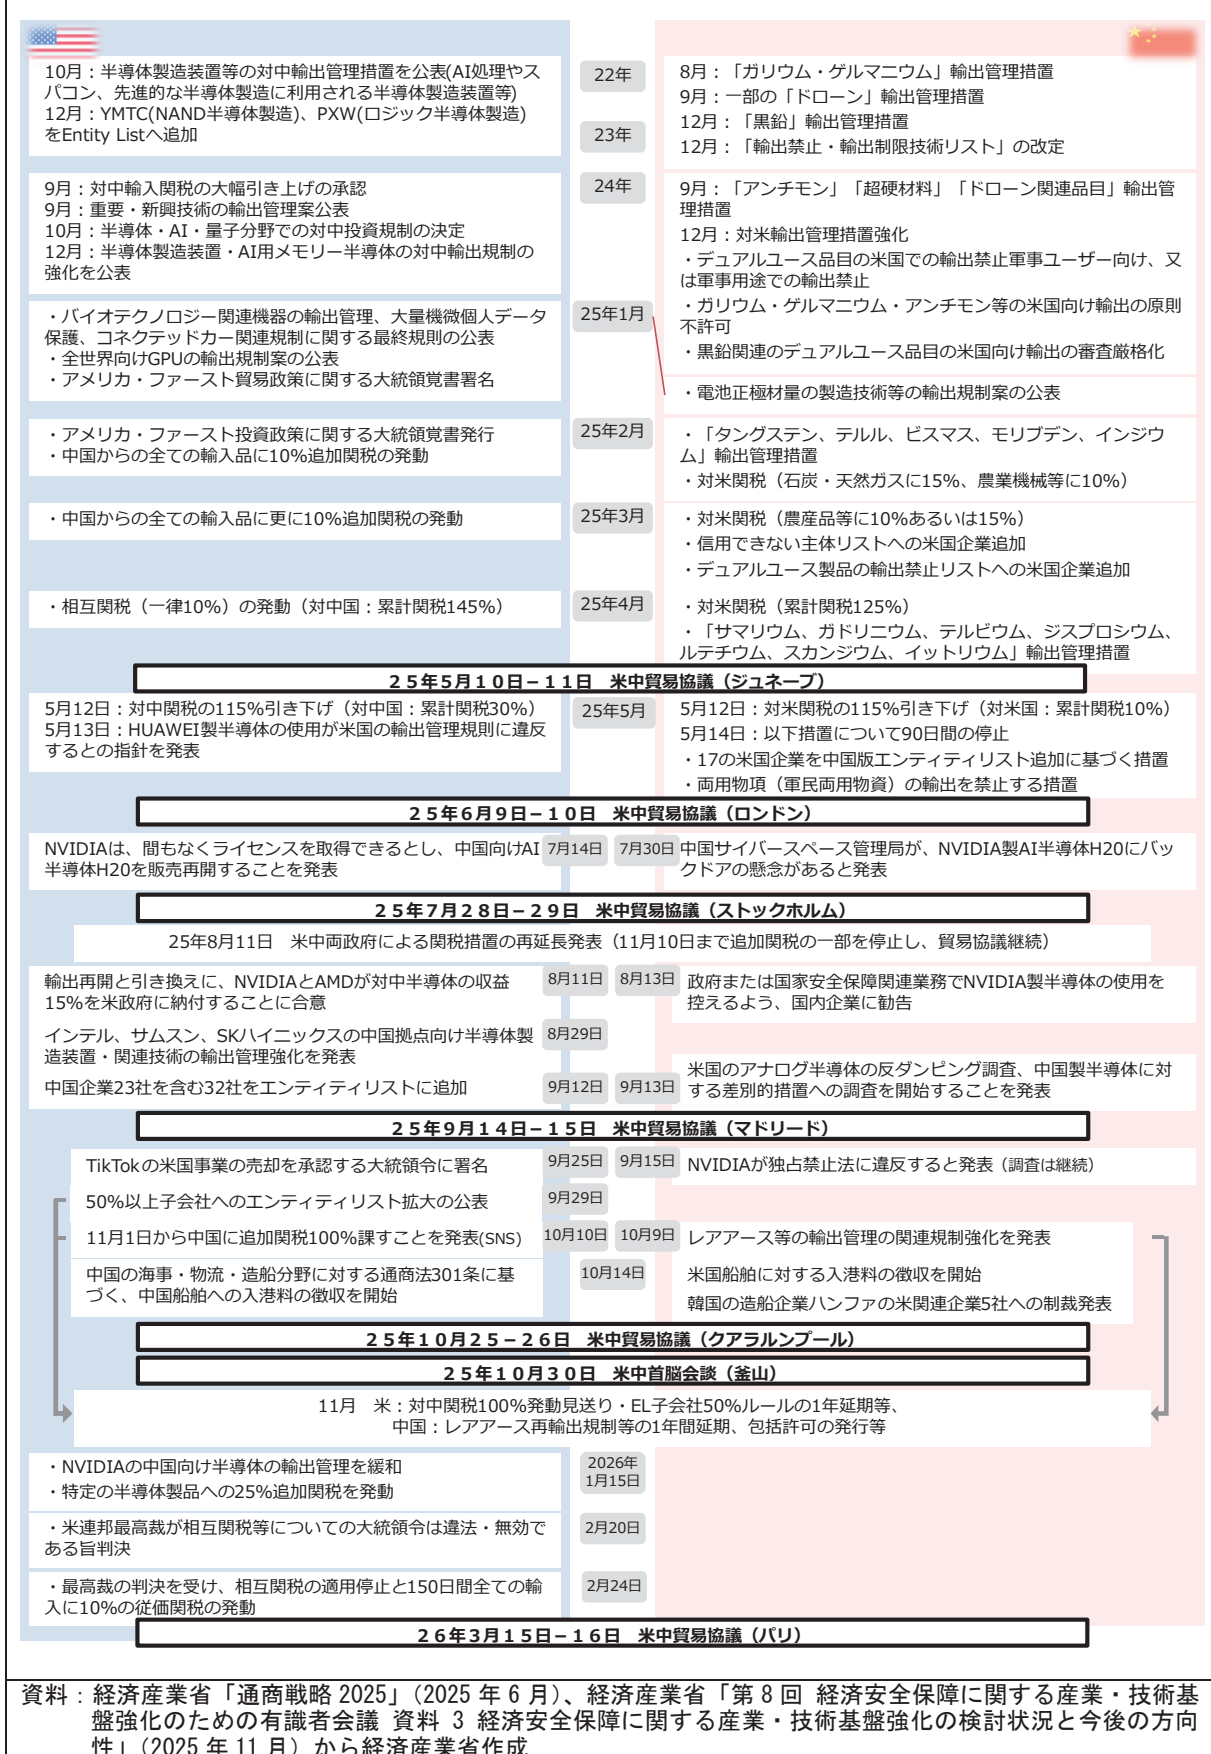 22年
10月：半導体製造装置等の対中輸出管理措置を公表(AI処理やス
パコン、先進的な半導体製造に利用される半導体製造装置等)
12月：YMTC(NAND半導体製造)、PXW(ロジック半導体製造)
をEntity Listへ追加
23年
8月：「ガリウム・ゲルマニウム」輸出管理措置
9月：一部の「ドローン」輸出管理措置
12月：「黒鉛」輸出管理措置
12月：「輸出禁止・輸出制限技術リスト」の改定
24年
9月：対中輸入関税の大幅引き上げの承認
9月：重要・新興技術の輸出管理案公表
10月：半導体・AI・量子分野での対中投資規制の決定
12月：半導体製造装置・AI用メモリー半導体の対中輸出規制の
強化を公表
9月：「アンチモン」「超硬材料」「ドローン関連品目」輸出管
理措置
12月：対米輸出管理措置強化
・デュアルユース品目の米国での輸出禁止軍事ユーザー向け、又
は軍事用途での輸出禁止
・ガリウム・ゲルマニウム・アンチモン等の米国向け輸出の原則
不許可
・黒鉛関連のデュアルユース品目の米国向け輸出の審査厳格化
25年1月
・バイオテクノロジー関連機器の輸出管理、大量機微個人データ
保護、コネクテッドカー関連規制に関する最終規則の公表
・全世界向けGPUの輸出規制案の公表
・アメリカ・ファースト貿易政策に関する大統領覚書署名
・電池正極材量の製造技術等の輸出規制案の公表
25年2月
・アメリカ・ファースト投資政策に関する大統領覚書発行
・中国からの全ての輸入品に10%追加関税の発動
・「タングステン、テルル、ビスマス、モリブデン、インジウ
ム」輸出管理措置
・対米関税（石炭・天然ガスに15%、農業機械等に10%）
25年3月
・中国からの全ての輸入品に更に10%追加関税の発動
・対米関税（農産品等に10%あるいは15%）
・信用できない主体リストへの米国企業追加
・デュアルユース製品の輸出禁止リストへの米国企業追加
25年4月
・相互関税（一律10%）の発動（対中国：累計関税145%）
・対米関税（累計関税125%）
・「サマリウム、ガドリニウム、テルビウム、ジスプロシウム、
ルテチウム、スカンジウム、イットリウム」輸出管理措置
２５年５月１０日－１１日　米中貿易協議（ジュネーブ）
25年5月
5月12日：対中関税の115%引き下げ（対中国：累計関税30%）
5月13日：HUAWEI製半導体の使用が米国の輸出管理規則に違反
するとの指針を発表
5月12日：対米関税の115%引き下げ（対米国：累計関税10%）
5月14日：以下措置について90日間の停止
・17の米国企業を中国版エンティティリスト追加に基づく措置
・両用物項（軍民両用物資）の輸出を禁止する措置
２５年６月９日－１０日　米中貿易協議（ロンドン）
NVIDIAは、間もなくライセンスを取得できるとし、中国向けAI
半導体H20を販売再開することを発表
7月14日
7月30日
中国サイバースペース管理局が、NVIDIA製AI半導体H20にバッ
クドアの懸念があると発表
２５年７月２８日－２９日　米中貿易協議（ストックホルム）
25年8月11日　米中両政府による関税措置の再延長発表（11月10日まで追加関税の一部を停止し、貿易協議継続）
輸出再開と引き換えに、NVIDIAとAMDが対中半導体の収益
15%を米政府に納付することに合意
8月11日
8月13日
政府または国家安全保障関連業務でNVIDIA製半導体の使用を
控えるよう、国内企業に勧告
インテル、サムスン、SKハイニックスの中国拠点向け半導体製
造装置・関連技術の輸出管理強化を発表
8月29日
中国企業23社を含む32社をエンティティリストに追加
9月12日
9月13日
米国のアナログ半導体の反ダンピング調査、中国製半導体に対
する差別的措置への調査を開始することを発表
２５年９月１４日－１５日　米中貿易協議（マドリード）
TikTokの米国事業の売却を承認する大統領令に署名
9月25日
9月15日
NVIDIAが独占禁止法に違反すると発表（調査は継続）
50%以上子会社へのエンティティリスト拡大の公表
9月29日
11月1日から中国に追加関税100%課すことを発表(SNS)
10月10日
10月9日
レアアース等の輸出管理の関連規制強化を発表
中国の海事・物流・造船分野に対する通商法301条に基
づく、中国船舶への入港料の徴収を開始
10月14日
米国船舶に対する入港料の徴収を開始
韓国の造船企業ハンファの米関連企業5社への制裁発表
２５年１０月２５－２６日　米中貿易協議（クアラルンプール）
２５年１０月３０日　米中首脳会談（釜山）
11月　米：対中関税100%発動見送り・EL子会社50%ルールの1年延期等、
中国：レアアース再輸出規制等の1年間延期、包括許可の発行等
2026年
1月15日
・NVIDIAの中国向け半導体の輸出管理を緩和
・特定の半導体製品への25%追加関税を発動
・米連邦最高裁が相互関税等についての大統領令は違法・無効で
ある旨判決
2月20日
・最高裁の判決を受け、相互関税の適用停止と150日間全ての輸
入に10%の従価関税の発動
2月24日
２６年３月１５日－１６日　米中貿易協議（パリ）
資料：経済産業省「通商戦略 2025」（2025 年 6 月）、経済産業省「第 8 回 経済安全保障に関する産業・技術基
盤強化のための有識者会議 資料 3 経済安全保障に関する産業・技術基盤強化の検討状況と今後の方向
性」（2025 年 11 月）から経済産業省作成